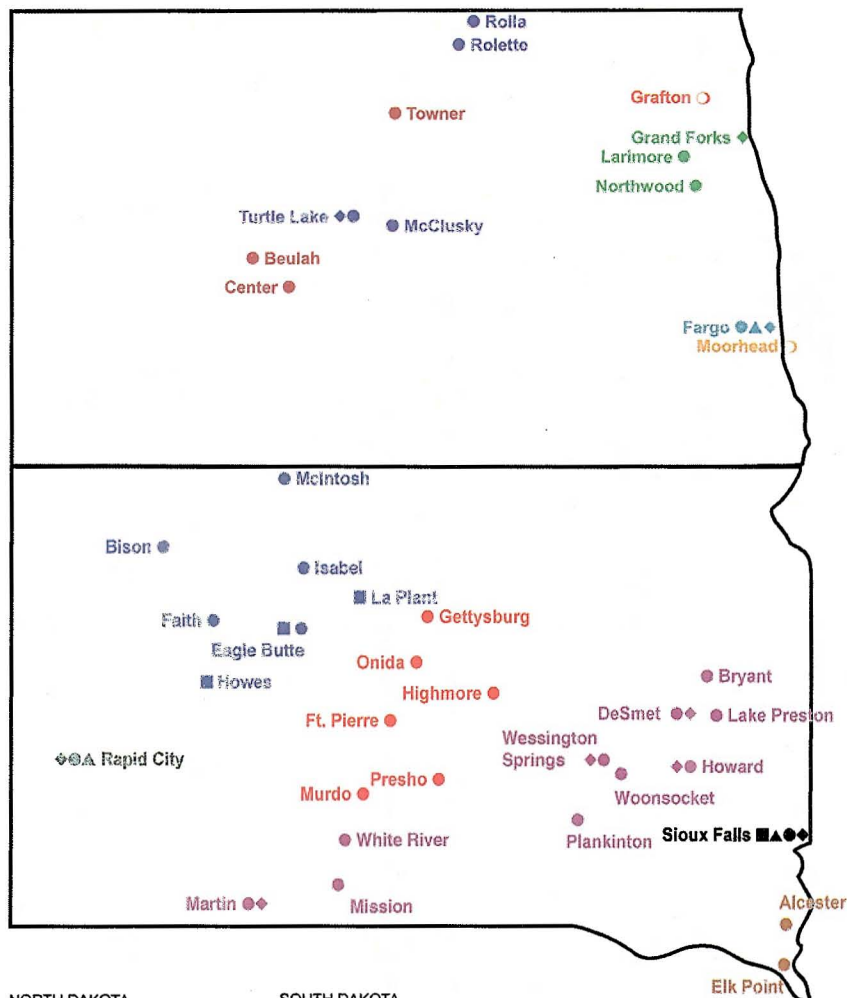 Rolla
Rolette
Grafton
Towner
Grand Forks
Larimore
Northwood
Turtle Lake
McClusky
Beulah
Center
Fargo
Moorhead
McIntosh
Bison
Isabel
La Plant
Gettysburg
Faith
Eagle Butte
Onida
Howes
Highmore
Bryant
Ft. Pierre
DeSmet
Lake Preston
Wessington
Springs
Rapid City
Howard
Presho
Murdo
Woonsocket
Plankinton
Sioux Falls
White River
Martin
Mission
Alcester
Elk Point
NORTH DAKOTA
SOUTH DAKOTA